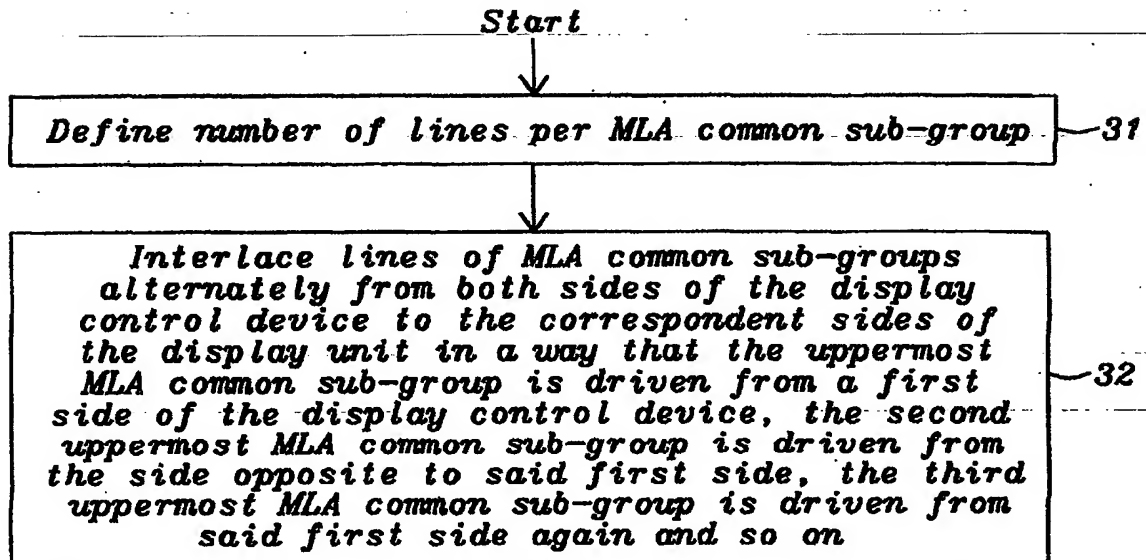 Start
Define number of lines per MLA common sub-group
31
Interlace lines of MLA common sub-groups
alternately from both sides of the display
control device to the correspondent sides of
the display unit in a way that the uppermost
MLA common sub-group is driven from a first
side of the display control device, the second
uppermost MLA common sub-group is driven from
the side opposite to said first side, the third
uppermost MLA common sub-group is driven from
said first side again and so on
32